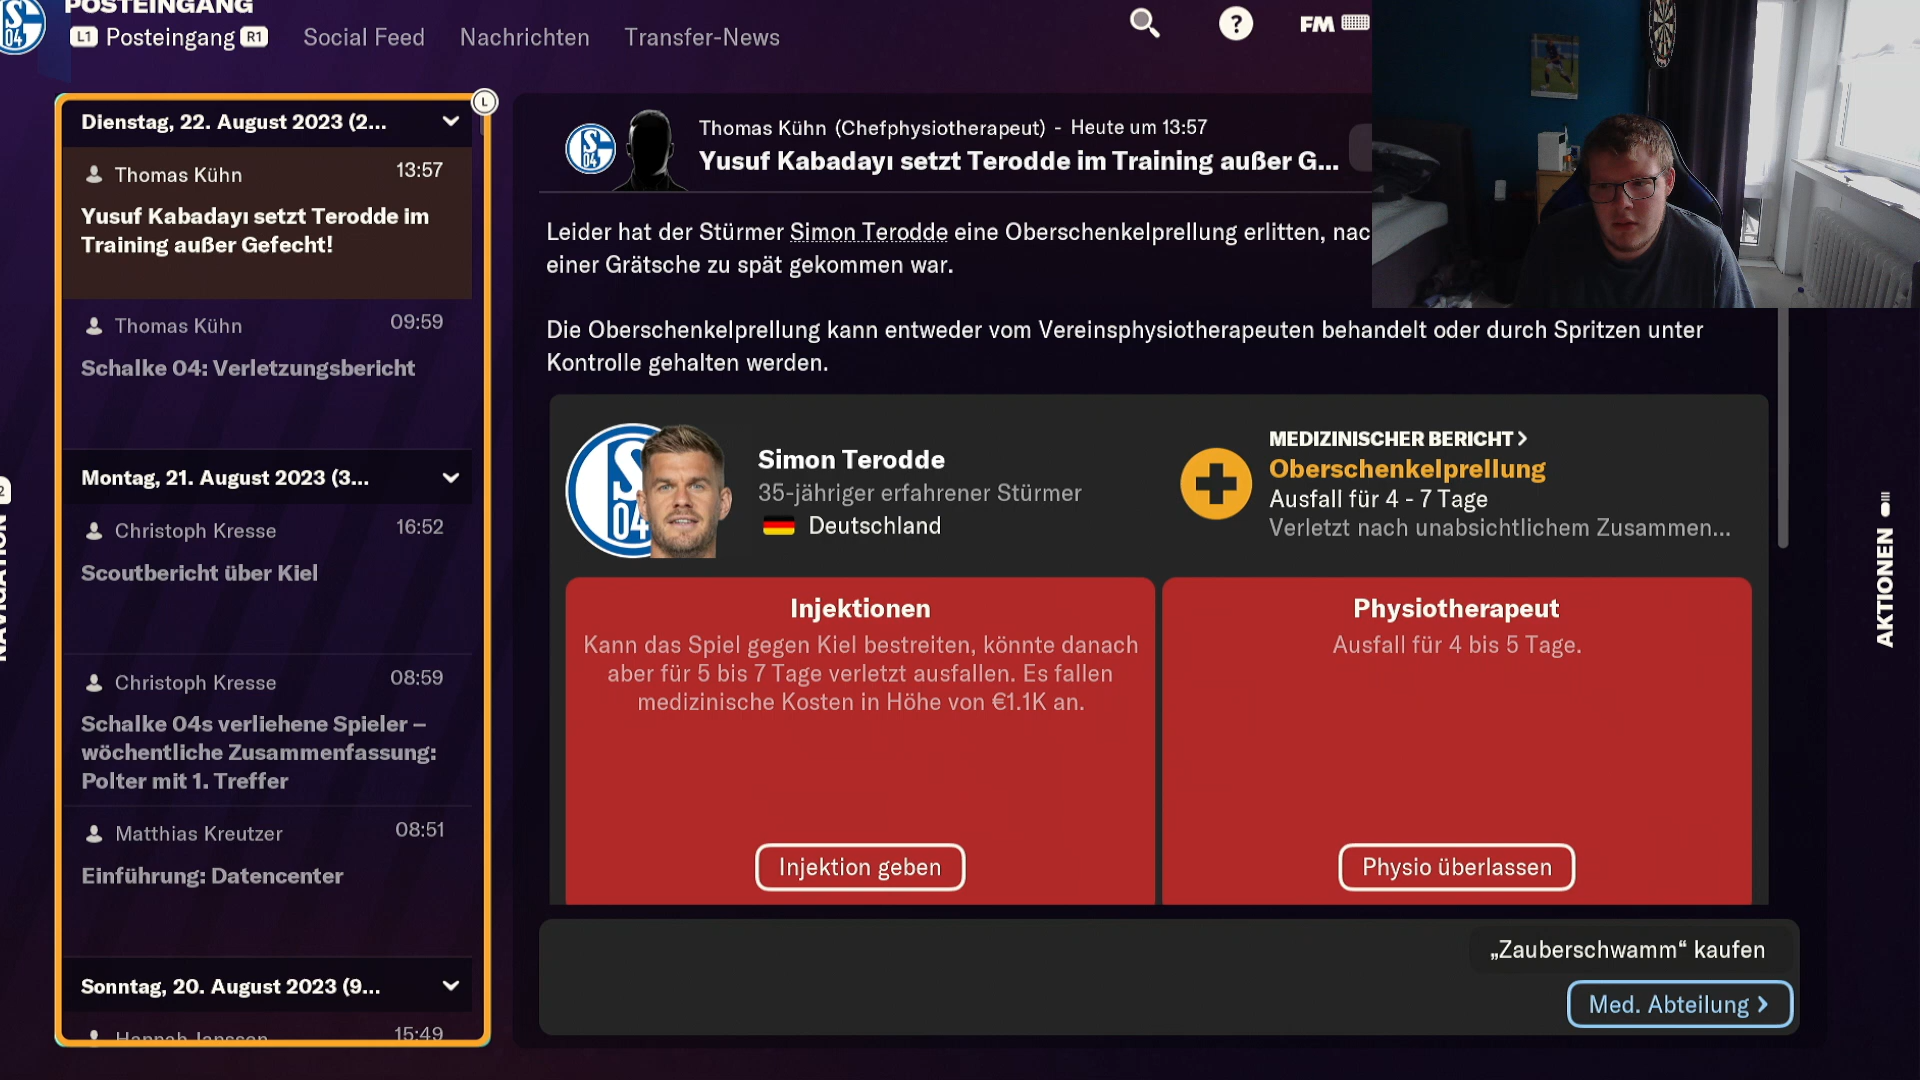 POSTEINGANG
L1 Posteingang R1
Social Feed
Nachrichten
Transfer-News
?
FM
L
Dienstag, 22. August 2023 (2...
Thomas Kühn 13:57
Yusuf Kabadayı setzt Terodde im
Training außer Gefecht!
Thomas Kühn 09:59
Schalke 04: Verletzungsbericht
Montag, 21. August 2023 (3...
Christoph Kresse 16:52
Scoutbericht über Kiel
Christoph Kresse 08:59
Schalke 04s verliehene Spieler –
wöchentliche Zusammenfassung:
Polter mit 1. Treffer
Matthias Kreutzer 08:51
Einführung: Datencenter
Sonntag, 20. August 2023 (9...
Hannah Janssen 15:49
Thomas Kühn (Chefphysiotherapeut) - Heute um 13:57
Yusuf Kabadayı setzt Terodde im Training außer G...
Leider hat der Stürmer Simon Terodde eine Oberschenkelprellung erlitten, nac
einer Grätsche zu spät gekommen war.
Die Oberschenkelprellung kann entweder vom Vereinsphysiotherapeuten behandelt oder durch Spritzen unter
Kontrolle gehalten werden.
Simon Terodde
35-jähriger erfahrener Stürmer
Deutschland
MEDIZINISCHER BERICHT >
Oberschenkelprellung
Ausfall für 4 - 7 Tage
Verletzt nach unabsichtlichem Zusammen...
Injektionen
Kann das Spiel gegen Kiel bestreiten, könnte danach
aber für 5 bis 7 Tage verletzt ausfallen. Es fallen
medizinische Kosten in Höhe von €1.1K an.
Injektion geben
Physiotherapeut
Ausfall für 4 bis 5 Tage.
Physio überlassen
„Zauberschwamm“ kaufen
Med. Abteilung >
AKTIONEN
NAVIGATION